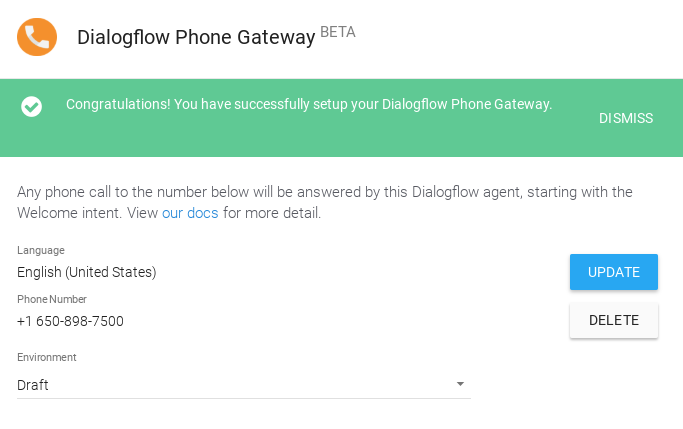 Dialogflow Phone Gateway BETA
Congratulations! You have successfully setup your Dialogflow Phone Gateway.
DISMISS
Any phone call to the number below will be answered by this Dialogflow agent, starting with the
Welcome intent. View our docs for more detail.
Language
English (United States)
UPDATE
Phone Number
+1 650-898-7500
DELETE
Environment
Draft